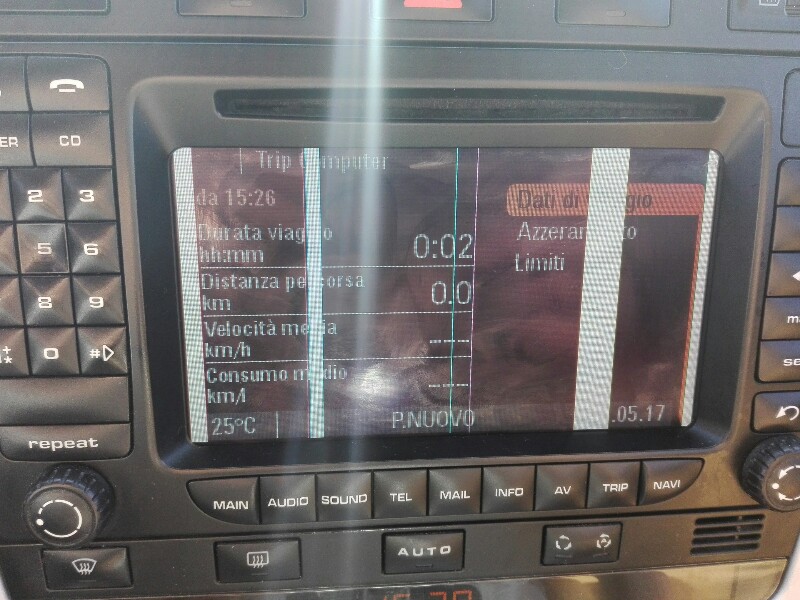 ER CD
2 3
5 6
8 9
* 0 #
repeat
Trip Computer
da 15:26
Durata viaggio
hh:mm
0:02
Distanza percorsa
km
0.0
Velocità media
km/h
----
Consumo medio
km/l
----
Dati di viaggio
Azzeramento
Limiti
25°C P.NUOVO .05.17
MAIN AUDIO SOUND TEL MAIL INFO AV TRIP NAVI
ma
se
AUTO